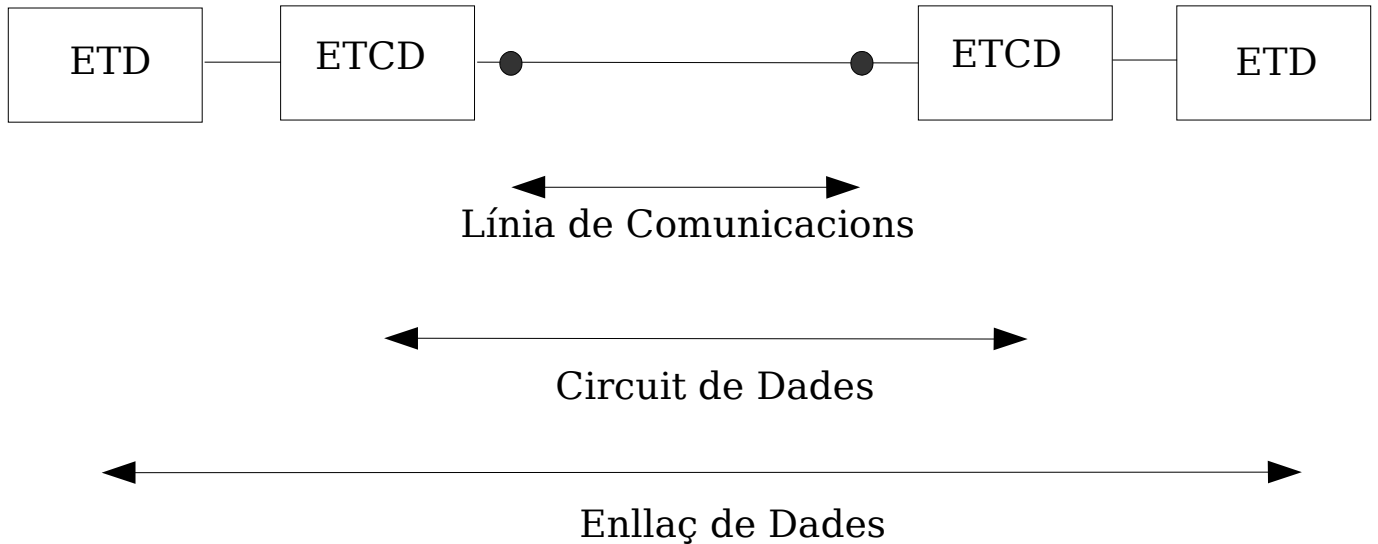 ETD
ETCD
ETCD
ETD
Línia de Comunicacions
Circuit de Dades
Enllaç de Dades